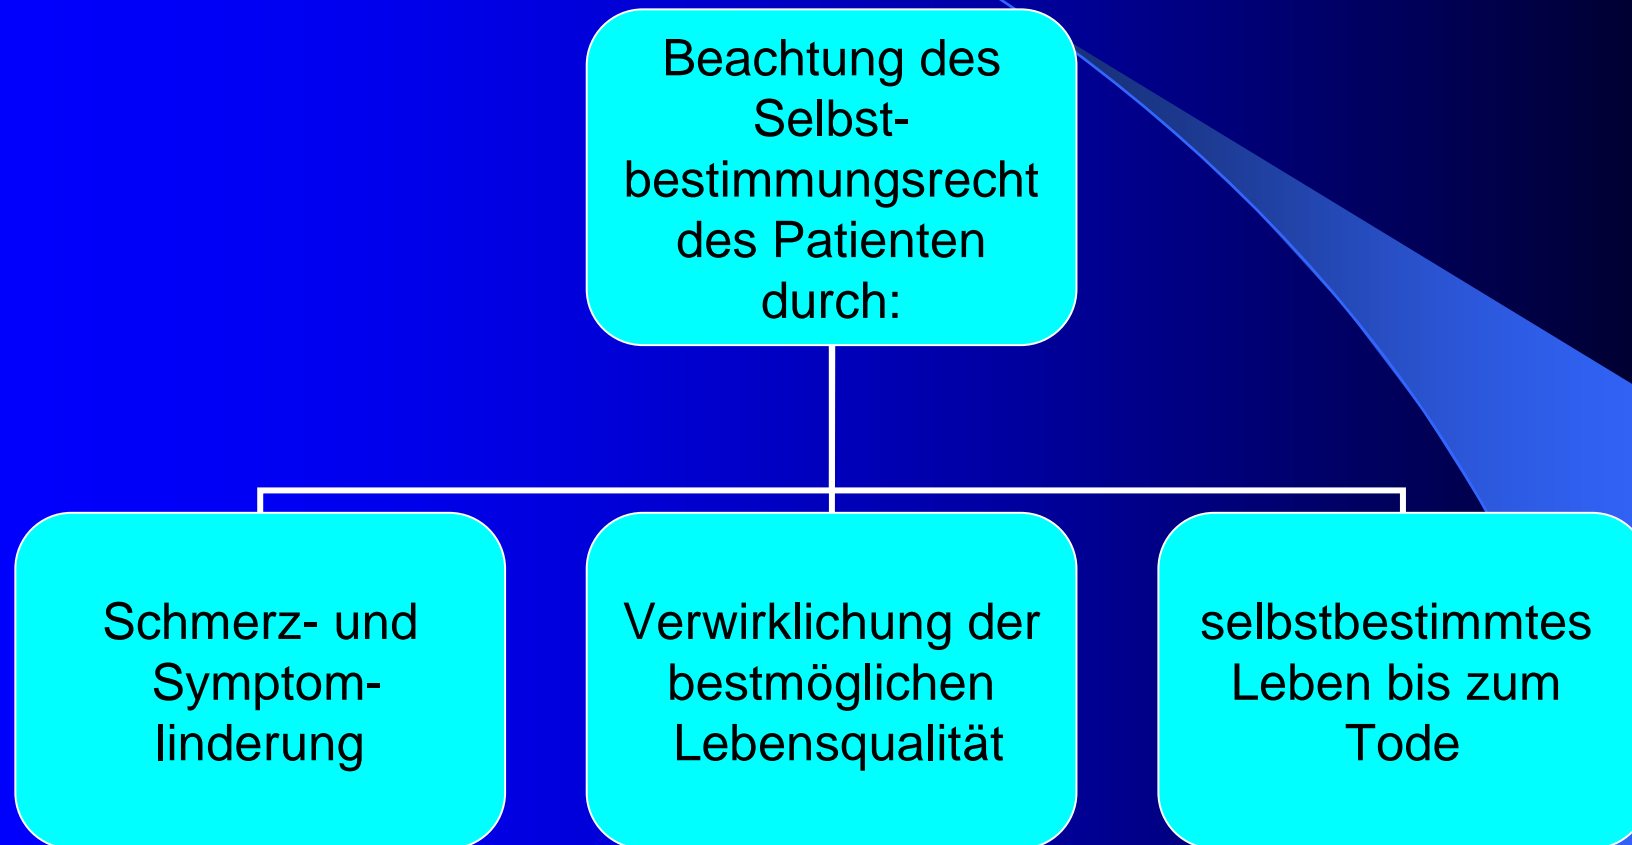 Beachtung des
Selbst-
bestimmungsrecht
des Patienten
durch:
Schmerz- und
Symptom-
linderung
Verwirklichung der
bestmöglichen
Lebensqualität
selbstbestimmtes
Leben bis zum
Tode